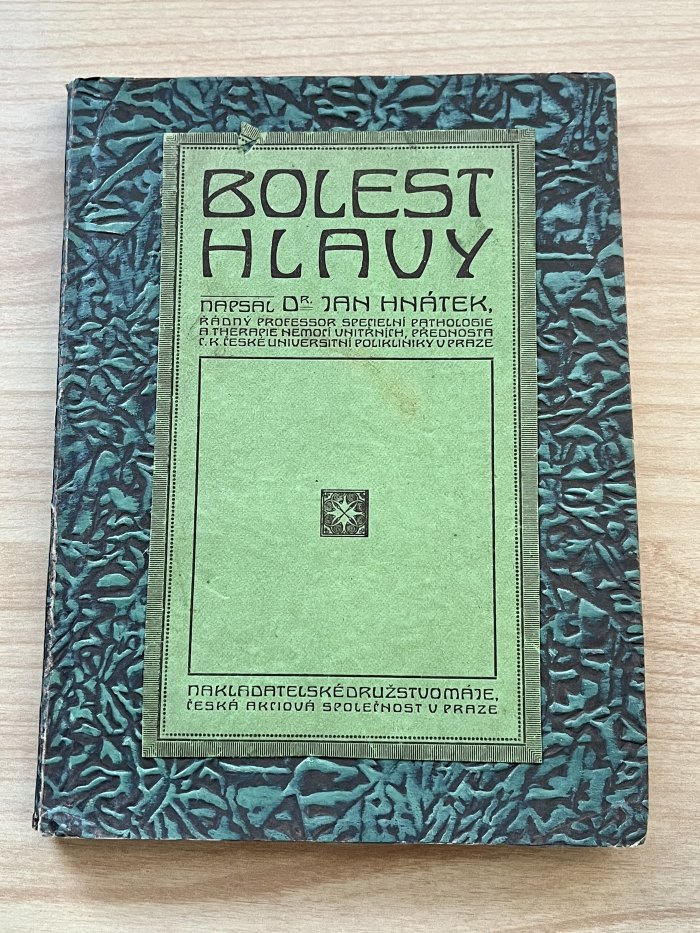 BOLEST
HLAVY
NAPSAL DR. JAN HNÁTEK,
ŘÁDNÝ PROFESSOR SPECIELNÍ PATHOLOGIE
A THERAPIE NEMOCÍ VNITŘNÍCH, PŘEDNOSTA
C. K. ČESKÉ UNIVERSITNÍ POLIKLINIKY V PRAZE
NAKLADATELSKÉ DRUŽSTVO MÁJE,
ČESKÁ AKCIOVÁ SPOLEČNOST V PRAZE